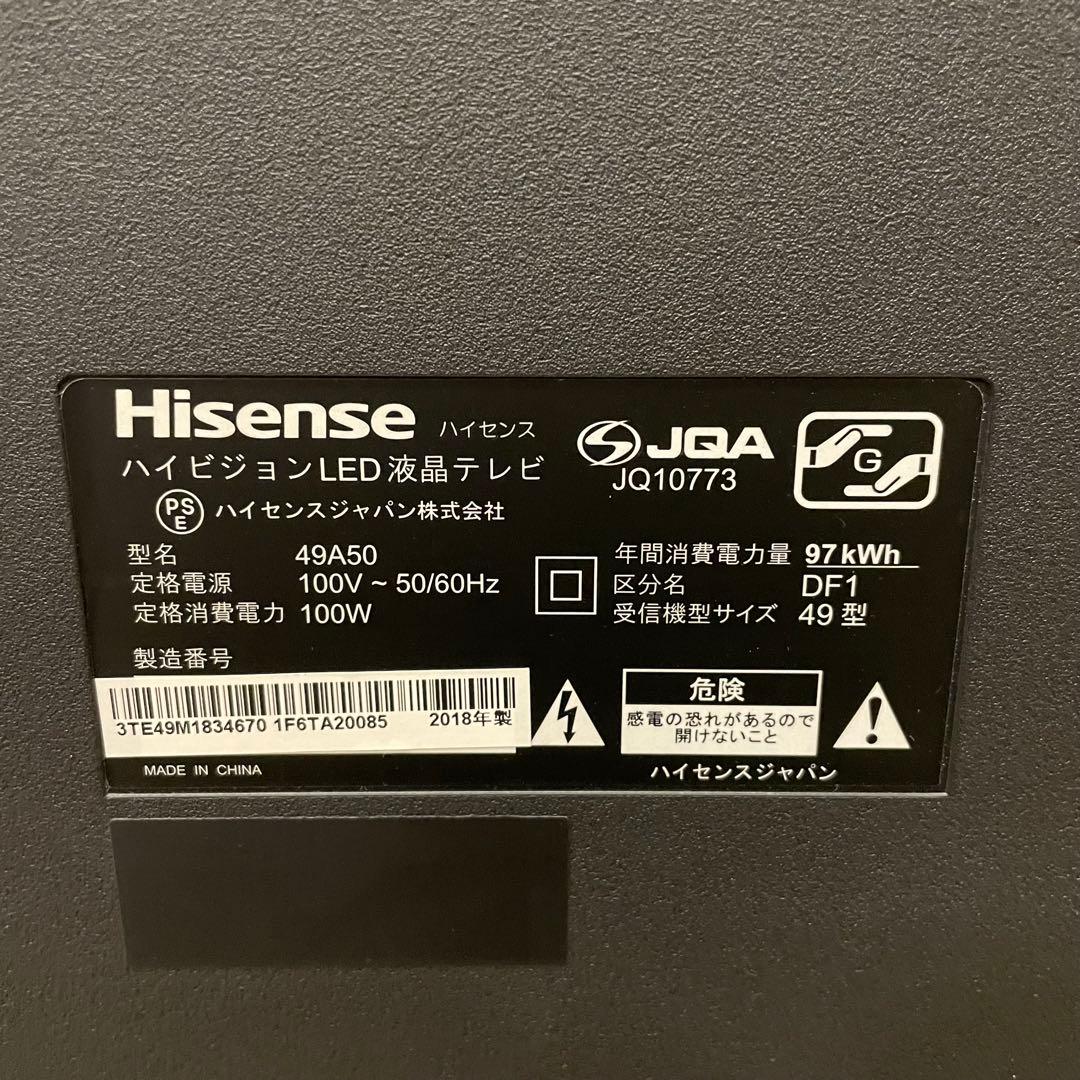 Hisense ハイセンス
ハイビジョンLED液晶テレビ
PSE ハイセンスジャパン株式会社
JQA
JQ10773
G
型名 49A50
定格電源 100V ~ 50/60Hz
定格消費電力 100W
年間消費電力量 97kWh
区分名 DF1
受信機型サイズ 49型
製造番号
3TE49M1834670 1F6TA20085 2018年製
MADE IN CHINA
危険
感電の恐れがあるので
開けないこと
ハイセンスジャパン